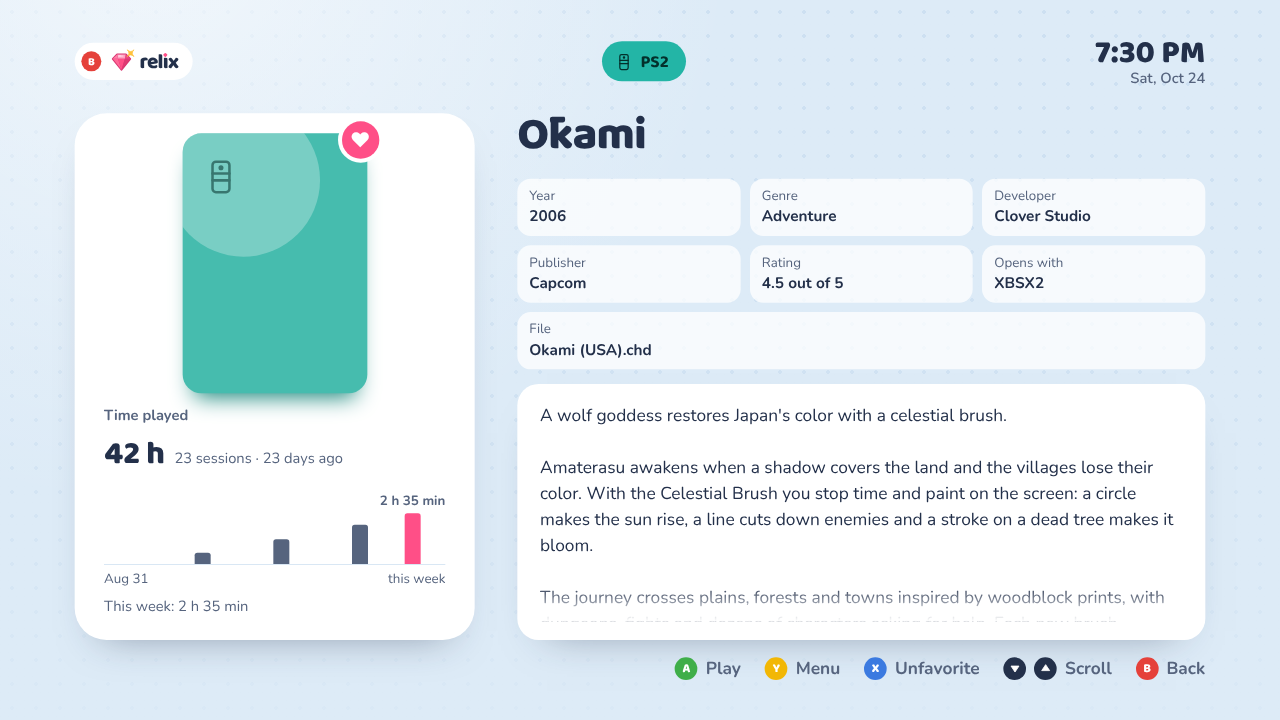 B relix
PS2
7:30 PM
Sat, Oct 24
Okami
Year
2006
Genre
Adventure
Developer
Clover Studio
Publisher
Capcom
Rating
4.5 out of 5
Opens with
XBSX2
File
Okami (USA).chd
Time played
42 h 23 sessions · 23 days ago
2 h 35 min
Aug 31
this week
This week: 2 h 35 min
A wolf goddess restores Japan's color with a celestial brush.
Amaterasu awakens when a shadow covers the land and the villages lose their
color. With the Celestial Brush you stop time and paint on the screen: a circle
makes the sun rise, a line cuts down enemies and a stroke on a dead tree makes it
bloom.
The journey crosses plains, forests and towns inspired by woodblock prints, with
A Play Y Menu X Unfavorite Scroll B Back